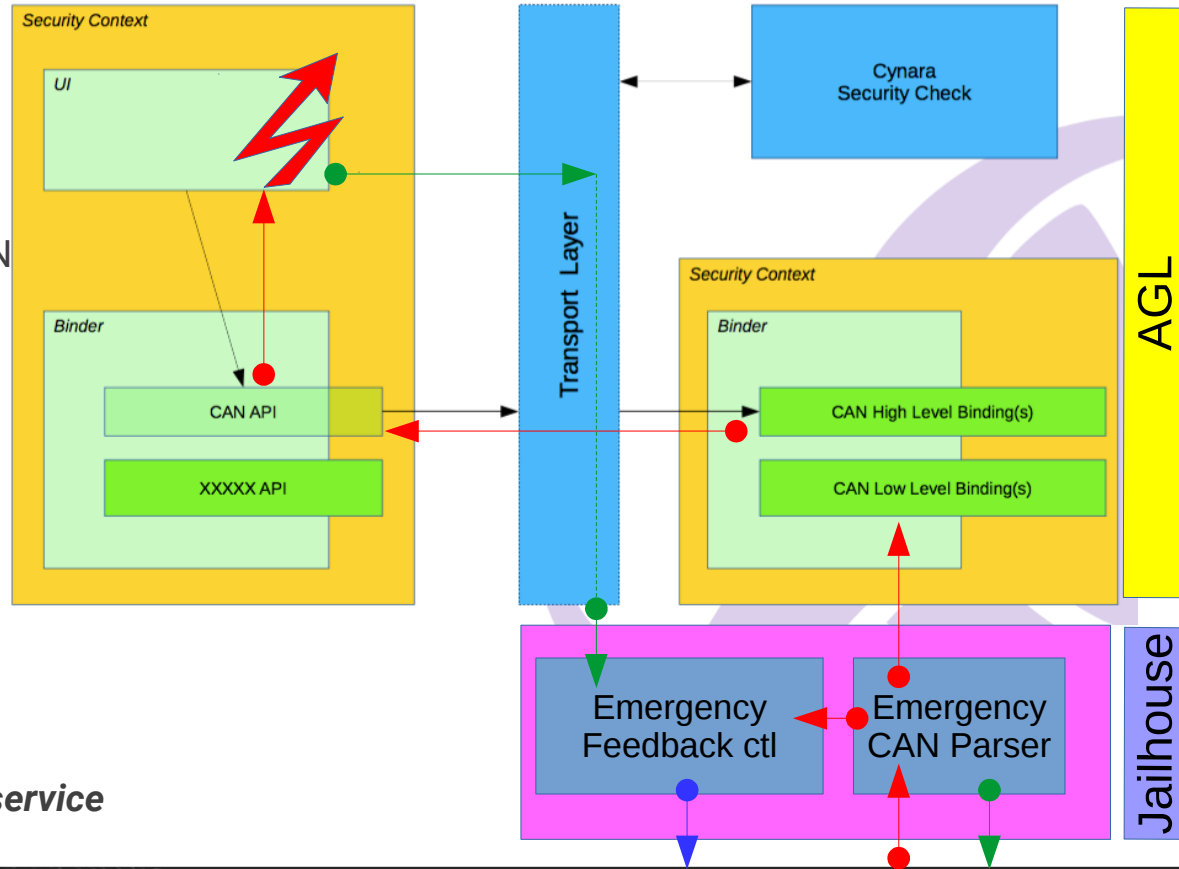 Security Context
UI
Cynara
Security Check
N
Transport Layer
AGL
Security Context
Binder
Binder
CAN API
CAN High Level Binding(s)
XXXXX API
CAN Low Level Binding(s)
Emergency
Feedback ctl
Emergency
CAN Parser
Jailhouse
service